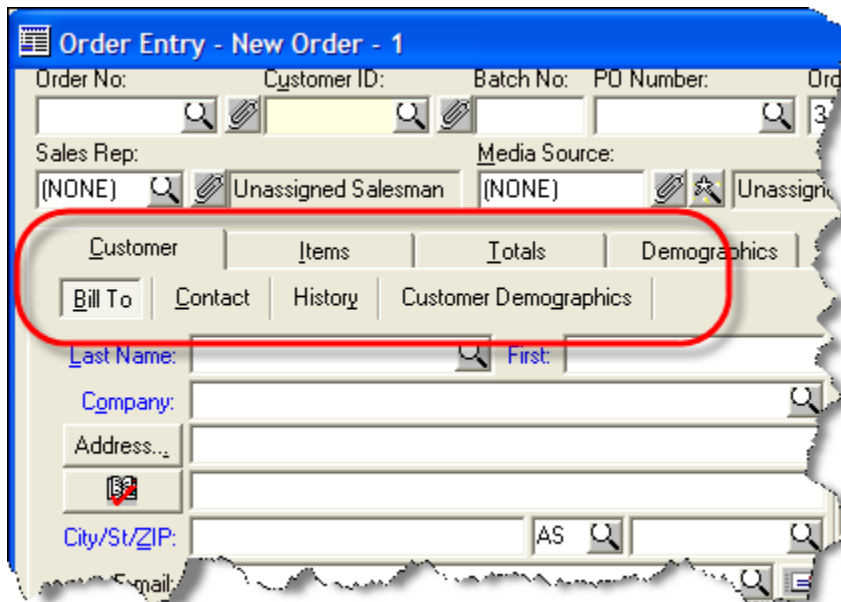 Order Entry - New Order - 1
Order No: Customer ID: Batch No: PO Number: Ord
3
Sales Rep: Media Source:
(NONE) Unassigned Salesman (NONE) Unassign
Customer Items Totals Demographics
Bill To Contact History Customer Demographics
Last Name: First:
Company:
Address...
City/St/ZIP: AS
E-mail: